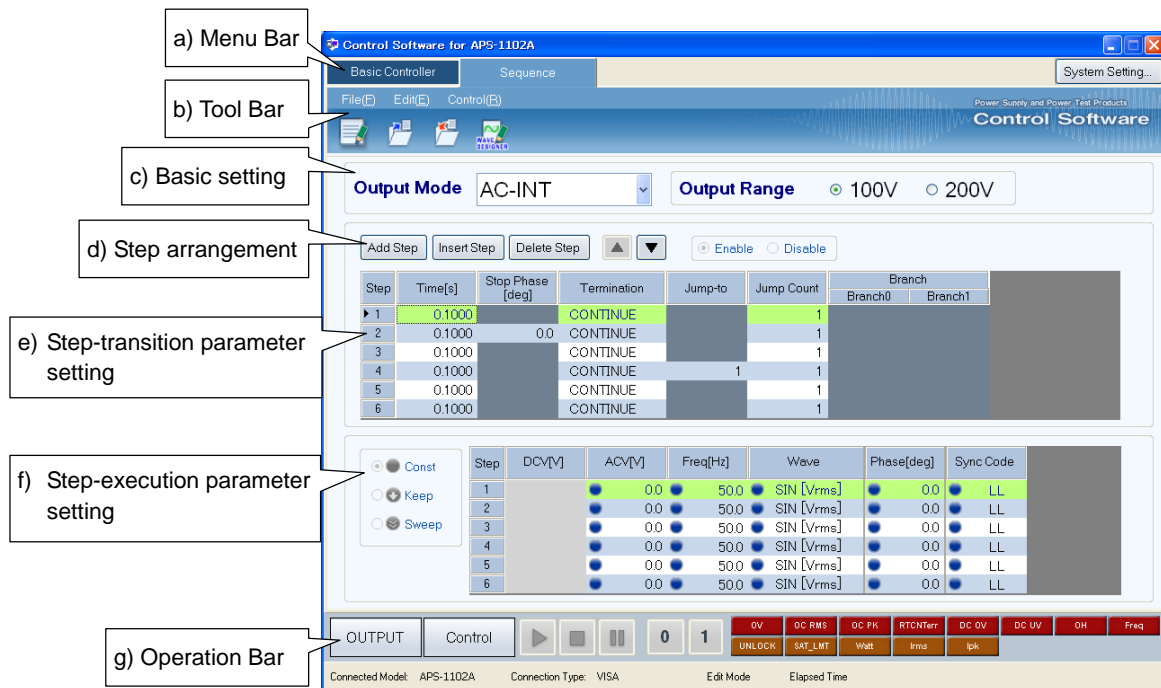 a) Menu Bar
b) Tool Bar
c) Basic setting
d) Step arrangement
e) Step-transition parameter
setting
f) Step-execution parameter
setting
g) Operation Bar
Control Software for APS-1102A
Basic Controller Sequence System Setting...
File(F) Edit(E) Control(R)
Power Supply and Power Test Products
Control Software
WAVE
DESIGNER
Output Mode AC-INT Output Range 100V 200V
Add Step Insert Step Delete Step Enable Disable
Step Time[s] Stop Phase [deg] Termination Jump-to Jump Count Branch
Branch0 Branch1
1 0.1000 CONTINUE 1
2 0.1000 0.0 CONTINUE 1
3 0.1000 CONTINUE 1
4 0.1000 CONTINUE 1 1
5 0.1000 CONTINUE 1
6 0.1000 CONTINUE 1
Const
Keep
Sweep
Step DCV[V] ACV[V] Freq[Hz] Wave Phase[deg] Sync Code
1 0.0 50.0 SIN [Vrms] 0.0 LL
2 0.0 50.0 SIN [Vrms] 0.0 LL
3 0.0 50.0 SIN [Vrms] 0.0 LL
4 0.0 50.0 SIN [Vrms] 0.0 LL
5 0.0 50.0 SIN [Vrms] 0.0 LL
6 0.0 50.0 SIN [Vrms] 0.0 LL
OUTPUT Control 0 1
OV OC RMS OC PK RTCNTerr DC OV DC UV OH Freq
UNLOCK SAT_LMT Watt Irms Ipk
Connected Model: APS-1102A Connection Type: VISA Edit Mode Elapsed Time